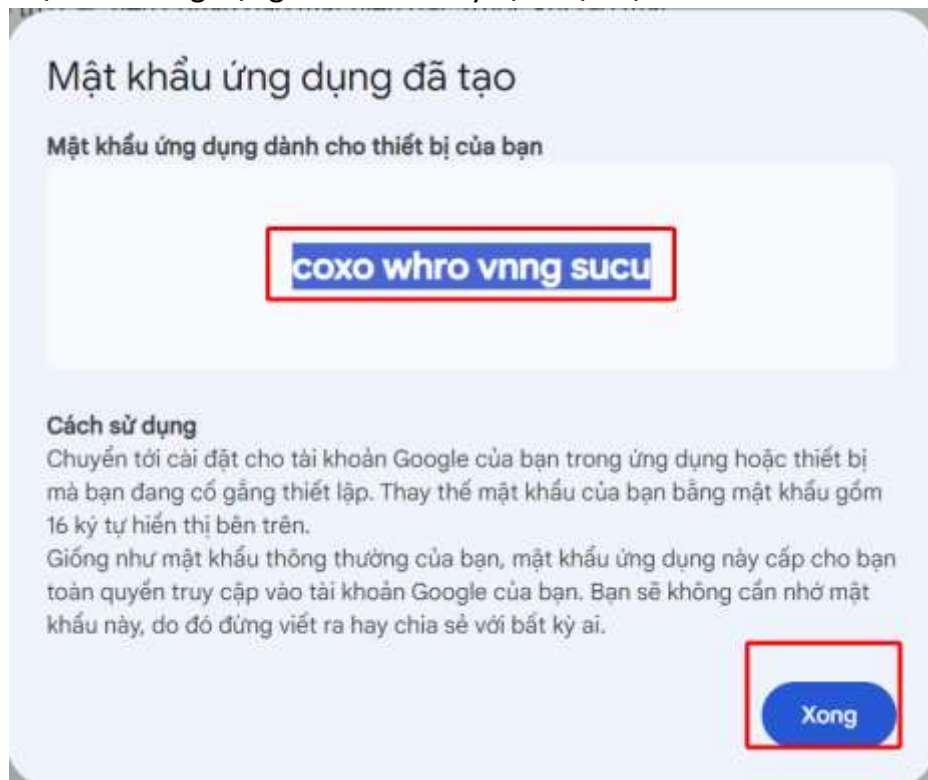 Mật khẩu ứng dụng đã tạo
Mật khẩu ứng dụng dành cho thiết bị của bạn
coxo whro vnng sucu
Cách sử dụng
Chuyển tới cài đặt cho tài khoản Google của bạn trong ứng dụng hoặc thiết bị
mà bạn đang cố gắng thiết lập. Thay thế mật khẩu của bạn bằng mật khẩu gồm
16 ký tự hiển thị bên trên.
Giống như mật khẩu thông thường của bạn, mật khẩu ứng dụng này cấp cho bạn
toàn quyền truy cập vào tài khoản Google của bạn. Bạn sẽ không cần nhớ mật
khẩu này, do đó đừng viết ra hay chia sẻ với bất kỳ ai.
Xong